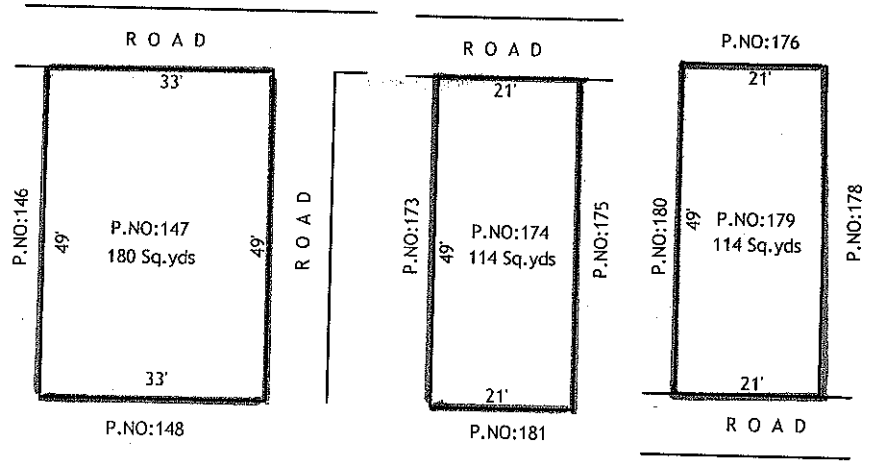 ROAD
33'
P.NO:146
49'
P.NO:147
180 Sq.yds
49'
ROAD
33'
P.NO:148
ROAD
21'
P.NO:173
49'
P.NO:174
114 Sq.yds
P.NO:175
21'
P.NO:181
P.NO:176
21'
P.NO:180
49'
P.NO:179
114 Sq.yds
P.NO:178
21'
ROAD